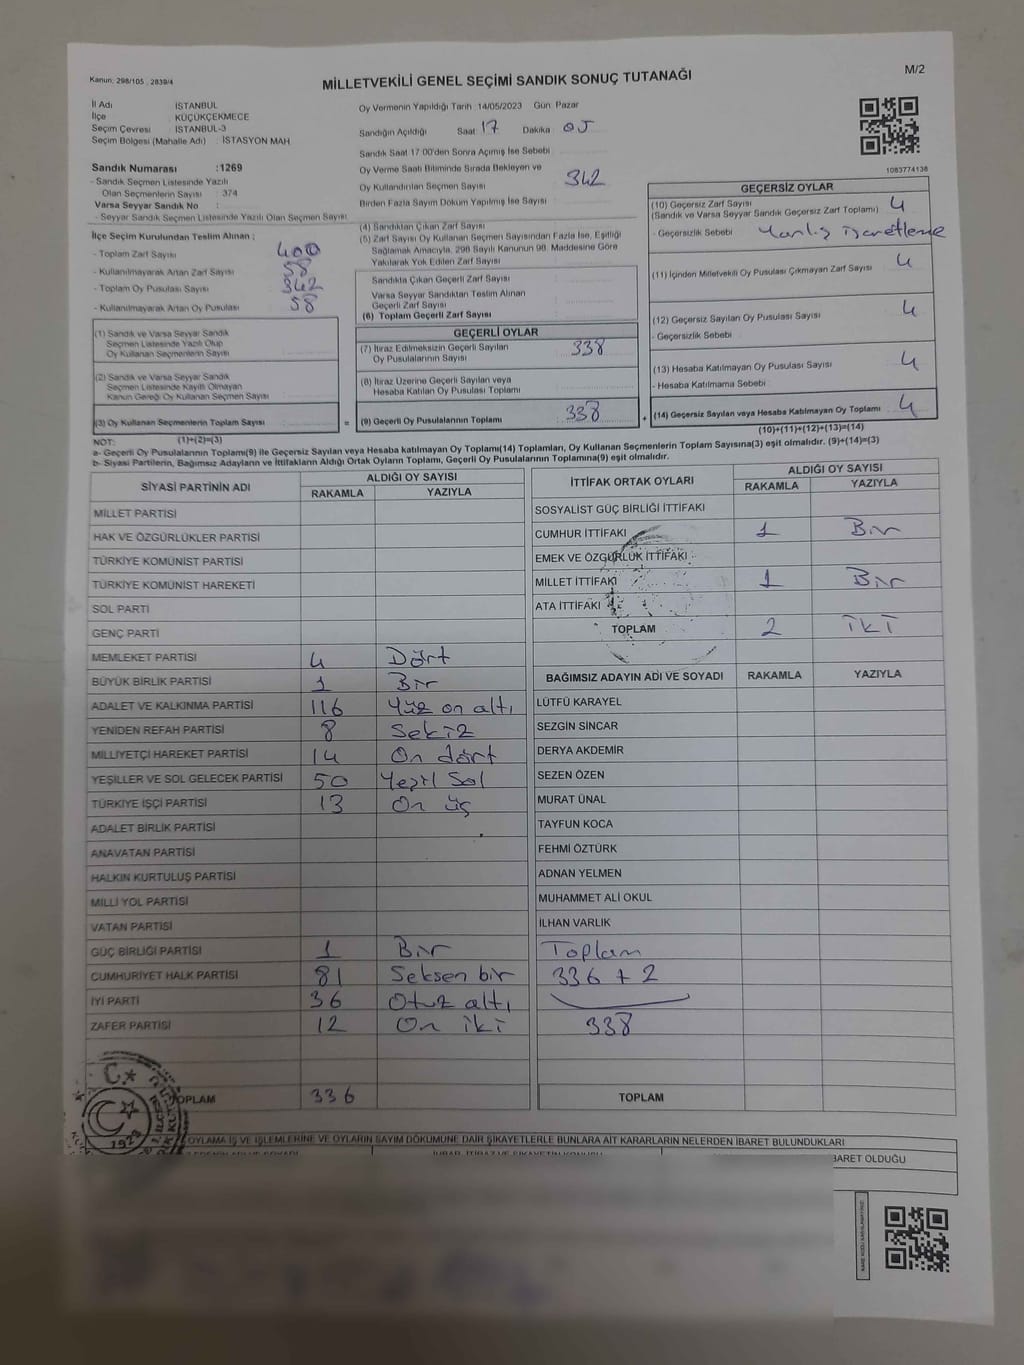 Kanun: 298/105 , 2839/4
MİLLETVEKİLİ GENEL SEÇİMİ SANDIK SONUÇ TUTANAĞI
M/2
İl Adı : İSTANBUL
İlçe : KÜÇÜKÇEKMECE
Seçim Çevresi : İSTANBUL-3
Seçim Bölgesi (Mahalle Adı) : İSTASYON MAH.
Sandık Numarası :1269
- Sandık Seçmen Listesinde Yazılı
Olan Seçmenlerin Sayısı : 374
Varsa Seyyar Sandık No :
- Seyyar Sandık Seçmen Listesinde Yazılı Olan Seçmen Sayısı
İlçe Seçim Kurulundan Teslim Alınan ;
- Toplam Zarf Sayısı 400
- Kullanılmayarak Artan Zarf Sayısı 58
- Toplam Oy Pusulası Sayısı 342
- Kullanılmayarak Artan Oy Pusulası 58
(1) Sandık ve Varsa Seyyar Sandık
Seçmen Listesinde Yazılı Olup
Oy Kullanan Seçmenlerin Sayısı
(2) Sandık ve Varsa Seyyar Sandık
Seçmen Listesinde Kayıtlı Olmayan
Kanun Gereği Oy Kullanan Seçmen Sayısı
(3) Oy Kullanan Seçmenlerin Toplam Sayısı =
(1)+(2)=(3)
Oy Vermenin Yapıldığı Tarih : 14/05/2023 Gün: Pazar
Sandığın Açıldığı Saat: 17 Dakika 05
Sandık Saat 17.00'den Sonra Açılmış İse Sebebi
Oy Verme Saati Bitiminde Sırada Bekleyen ve
Oy Kullandırılan Seçmen Sayısı 342
Birden Fazla Sayım Döküm Yapılmış İse Sayısı
(4) Sandıktan Çıkan Zarf Sayısı
(5) Zarf Sayısı Oy Kullanan Seçmen Sayısından Fazla İse, Eşitliği
Sağlamak Amacıyla, 298 Sayılı Kanunun 98. Maddesine Göre
Yakılarak Yok Edilen Zarf Sayısı
Sandıkta Çıkan Geçerli Zarf Sayısı
Varsa Seyyar Sandıktan Teslim Alınan
Geçerli Zarf Sayısı
(6) Toplam Geçerli Zarf Sayısı
GEÇERLİ OYLAR
(7) İtiraz Edilmeksizin Geçerli Sayılan
Oy Pusulalarının Sayısı 338
(8) İtiraz Üzerine Geçerli Sayılan veya
Hesaba Katılan Oy Pusulası Toplamı
(9) Geçerli Oy Pusulalarının Toplamı 338 +
1083774138
GEÇERSİZ OYLAR
(10) Geçersiz Zarf Sayısı 4
(Sandık ve Varsa Seyyar Sandık Geçersiz Zarf Toplamı)
- Geçersizlik Sebebi Yanlış işaretleme
(11) İçinden Milletvekili Oy Pusulası Çıkmayan Zarf Sayısı 4
(12) Geçersiz Sayılan Oy Pusulası Sayısı 4
- Geçersizlik Sebebi
(13) Hesaba Katılmayan Oy Pusulası Sayısı 4
- Hesaba Katılmama Sebebi
(14) Geçersiz Sayılan veya Hesaba Katılmayan Oy Toplamı 4
(10)+(11)+(12)+(13)=(14)
NOT:
a- Geçerli Oy Pusulalarının Toplam(9) ile Geçersiz Sayılan veya Hesaba katılmayan Oy Toplamı(14) Toplamları, Oy Kullanan Seçmenlerin Toplam Sayısına(3) eşit olmalıdır. (9)+(14)=(3)
b- Siyasi Partilerin, Bağımsız Adayların ve İttifakların Aldığı Ortak Oyların Toplamı, Geçerli Oy Pusulalarının Toplamına(9) eşit olmalıdır.
SİYASİ PARTİNİN ADI ALDIĞI OY SAYISI
RAKAMLA YAZIYLA
MİLLET PARTİSİ
HAK VE ÖZGÜRLÜKLER PARTİSİ
TÜRKİYE KOMÜNİST PARTİSİ
TÜRKİYE KOMÜNİST HAREKETİ
SOL PARTİ
GENÇ PARTİ
MEMLEKET PARTİSİ 4 Dört
BÜYÜK BİRLİK PARTİSİ 1 Bir
ADALET VE KALKINMA PARTİSİ 116 Yüz on altı
YENİDEN REFAH PARTİSİ 8 Sekiz
MİLLİYETÇİ HAREKET PARTİSİ 14 On dört
YEŞİLLER VE SOL GELECEK PARTİSİ 50 Yeşil Sol
TÜRKİYE İŞÇİ PARTİSİ 13 On üç
ADALET BİRLİK PARTİSİ
ANAVATAN PARTİSİ
HALKIN KURTULUŞ PARTİSİ
MİLLİ YOL PARTİSİ
VATAN PARTİSİ
GÜÇ BİRLİĞİ PARTİSİ 1 Bir
CUMHURİYET HALK PARTİSİ 81 Seksen bir
İYİ PARTİ 36 Otuz altı
ZAFER PARTİSİ 12 On iki
TOPLAM 336
İTTİFAK ORTAK OYLARI ALDIĞI OY SAYISI
RAKAMLA YAZIYLA
SOSYALİST GÜÇ BİRLİĞİ İTTİFAKI
CUMHUR İTTİFAKI 1 Bir
EMEK VE ÖZGÜRLÜK İTTİFAKI
MİLLET İTTİFAKI 1 Bir
ATA İTTİFAKI
TOPLAM 2 İKİ
BAĞIMSIZ ADAYIN ADI VE SOYADI RAKAMLA YAZIYLA
LÜTFÜ KARAYEL
SEZGİN SİNCAR
DERYA AKDEMİR
SEZEN ÖZEN
MURAT ÜNAL
TAYFUN KOCA
FEHMİ ÖZTÜRK
ADNAN YELMEN
MUHAMMET ALİ OKUL
İLHAN VARLIK
Toplam
336 + 2
338
TOPLAM
1929
OYLAMA İŞ VE İŞLEMLERİNE VE OYLARIN SAYIM DÖKÜMÜNE DAİR ŞİKAYETLERLE BUNLARA AİT KARARLARIN NELERDEN İBARET BULUNDUKLARI
BARET OLDUĞU